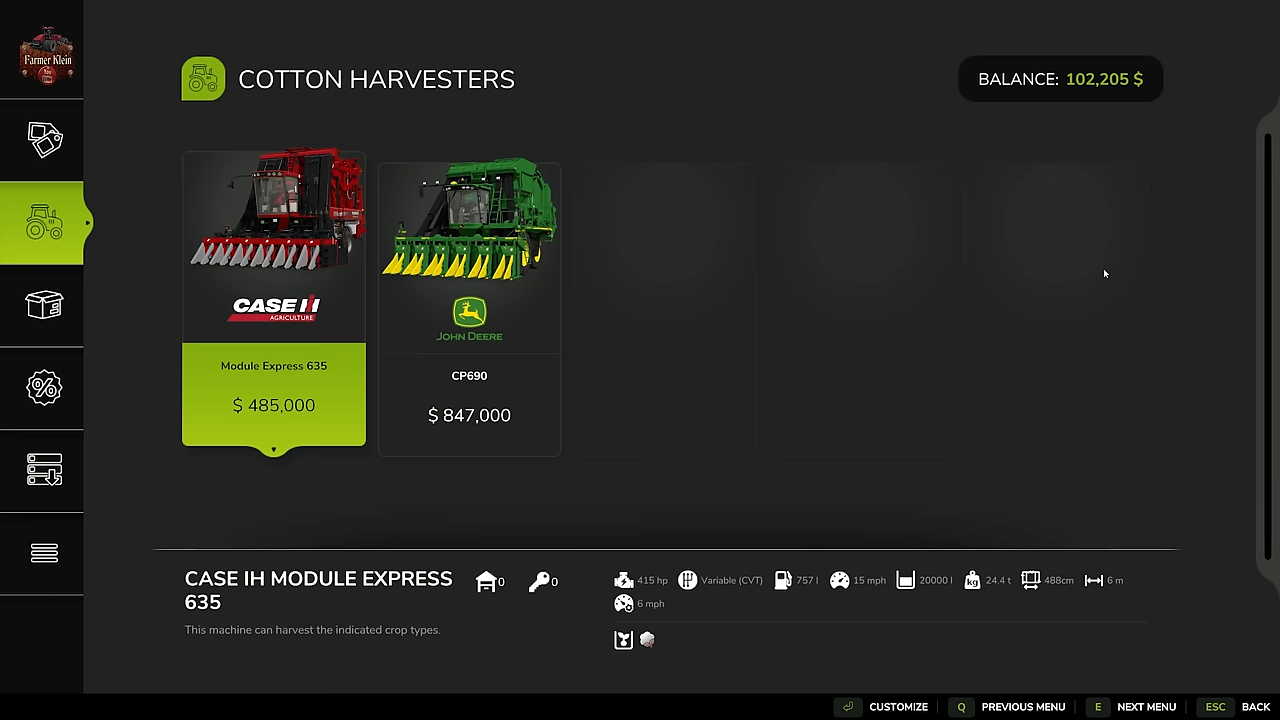 Farmer Klein
You
COTTON HARVESTERS
BALANCE: 102,205 $
CASE IH
AGRICULTURE
Module Express 635
$ 485,000
JOHN DEERE
CP690
$ 847,000
CASE IH MODULE EXPRESS
635
0
0
This machine can harvest the indicated crop types.
415 hp
Variable (CVT)
757 l
15 mph
20000 l
kg
24.4 t
488cm
6 m
6 mph
CUSTOMIZE
Q
PREVIOUS MENU
E
NEXT MENU
ESC
BACK